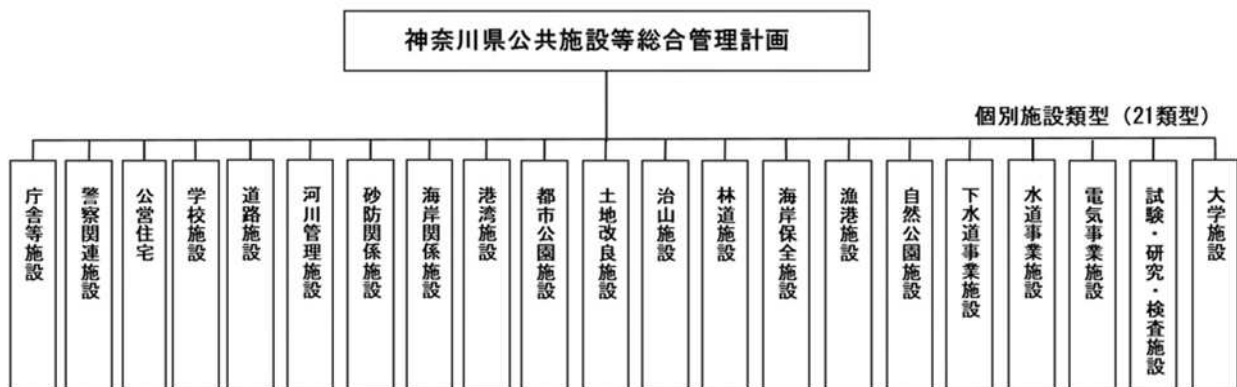 神奈川県公共施設等総合管理計画
個別施設類型（21類型）
庁舎等施設
警察関連施設
公営住宅
学校施設
道路施設
河川管理施設
砂防関係施設
海岸関係施設
港湾施設
都市公園施設
土地改良施設
治山施設
林道施設
海岸保全施設
漁港施設
自然公園施設
下水道事業施設
水道事業施設
電気事業施設
試験・研究・検査施設
大学施設